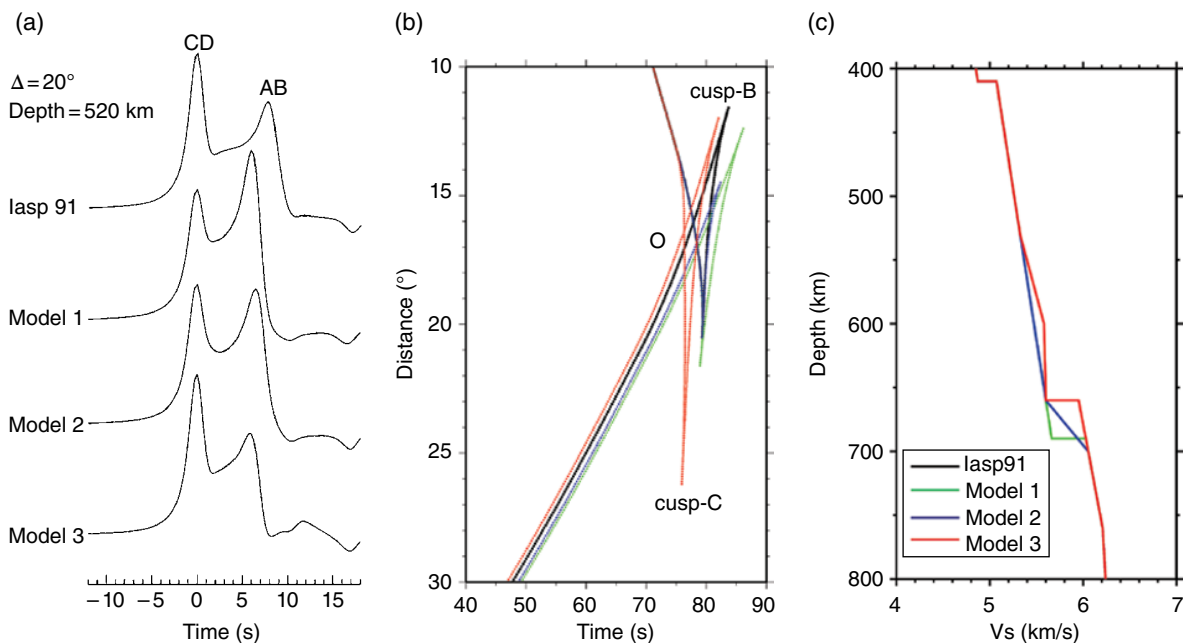 (a)
CD
AB
Δ = 20°
Depth = 520 km
Iasp 91
Model 1
Model 2
Model 3
−10 −5 0 5 10 15
Time (s)
(b)
10
15
20
25
30
Distance (°)
cusp-B
O
cusp-C
40 50 60 70 80 90
Time (s)
(c)
400
500
600
700
800
Depth (km)
Iasp91
Model 1
Model 2
Model 3
4 5 6 7
Vs (km/s)